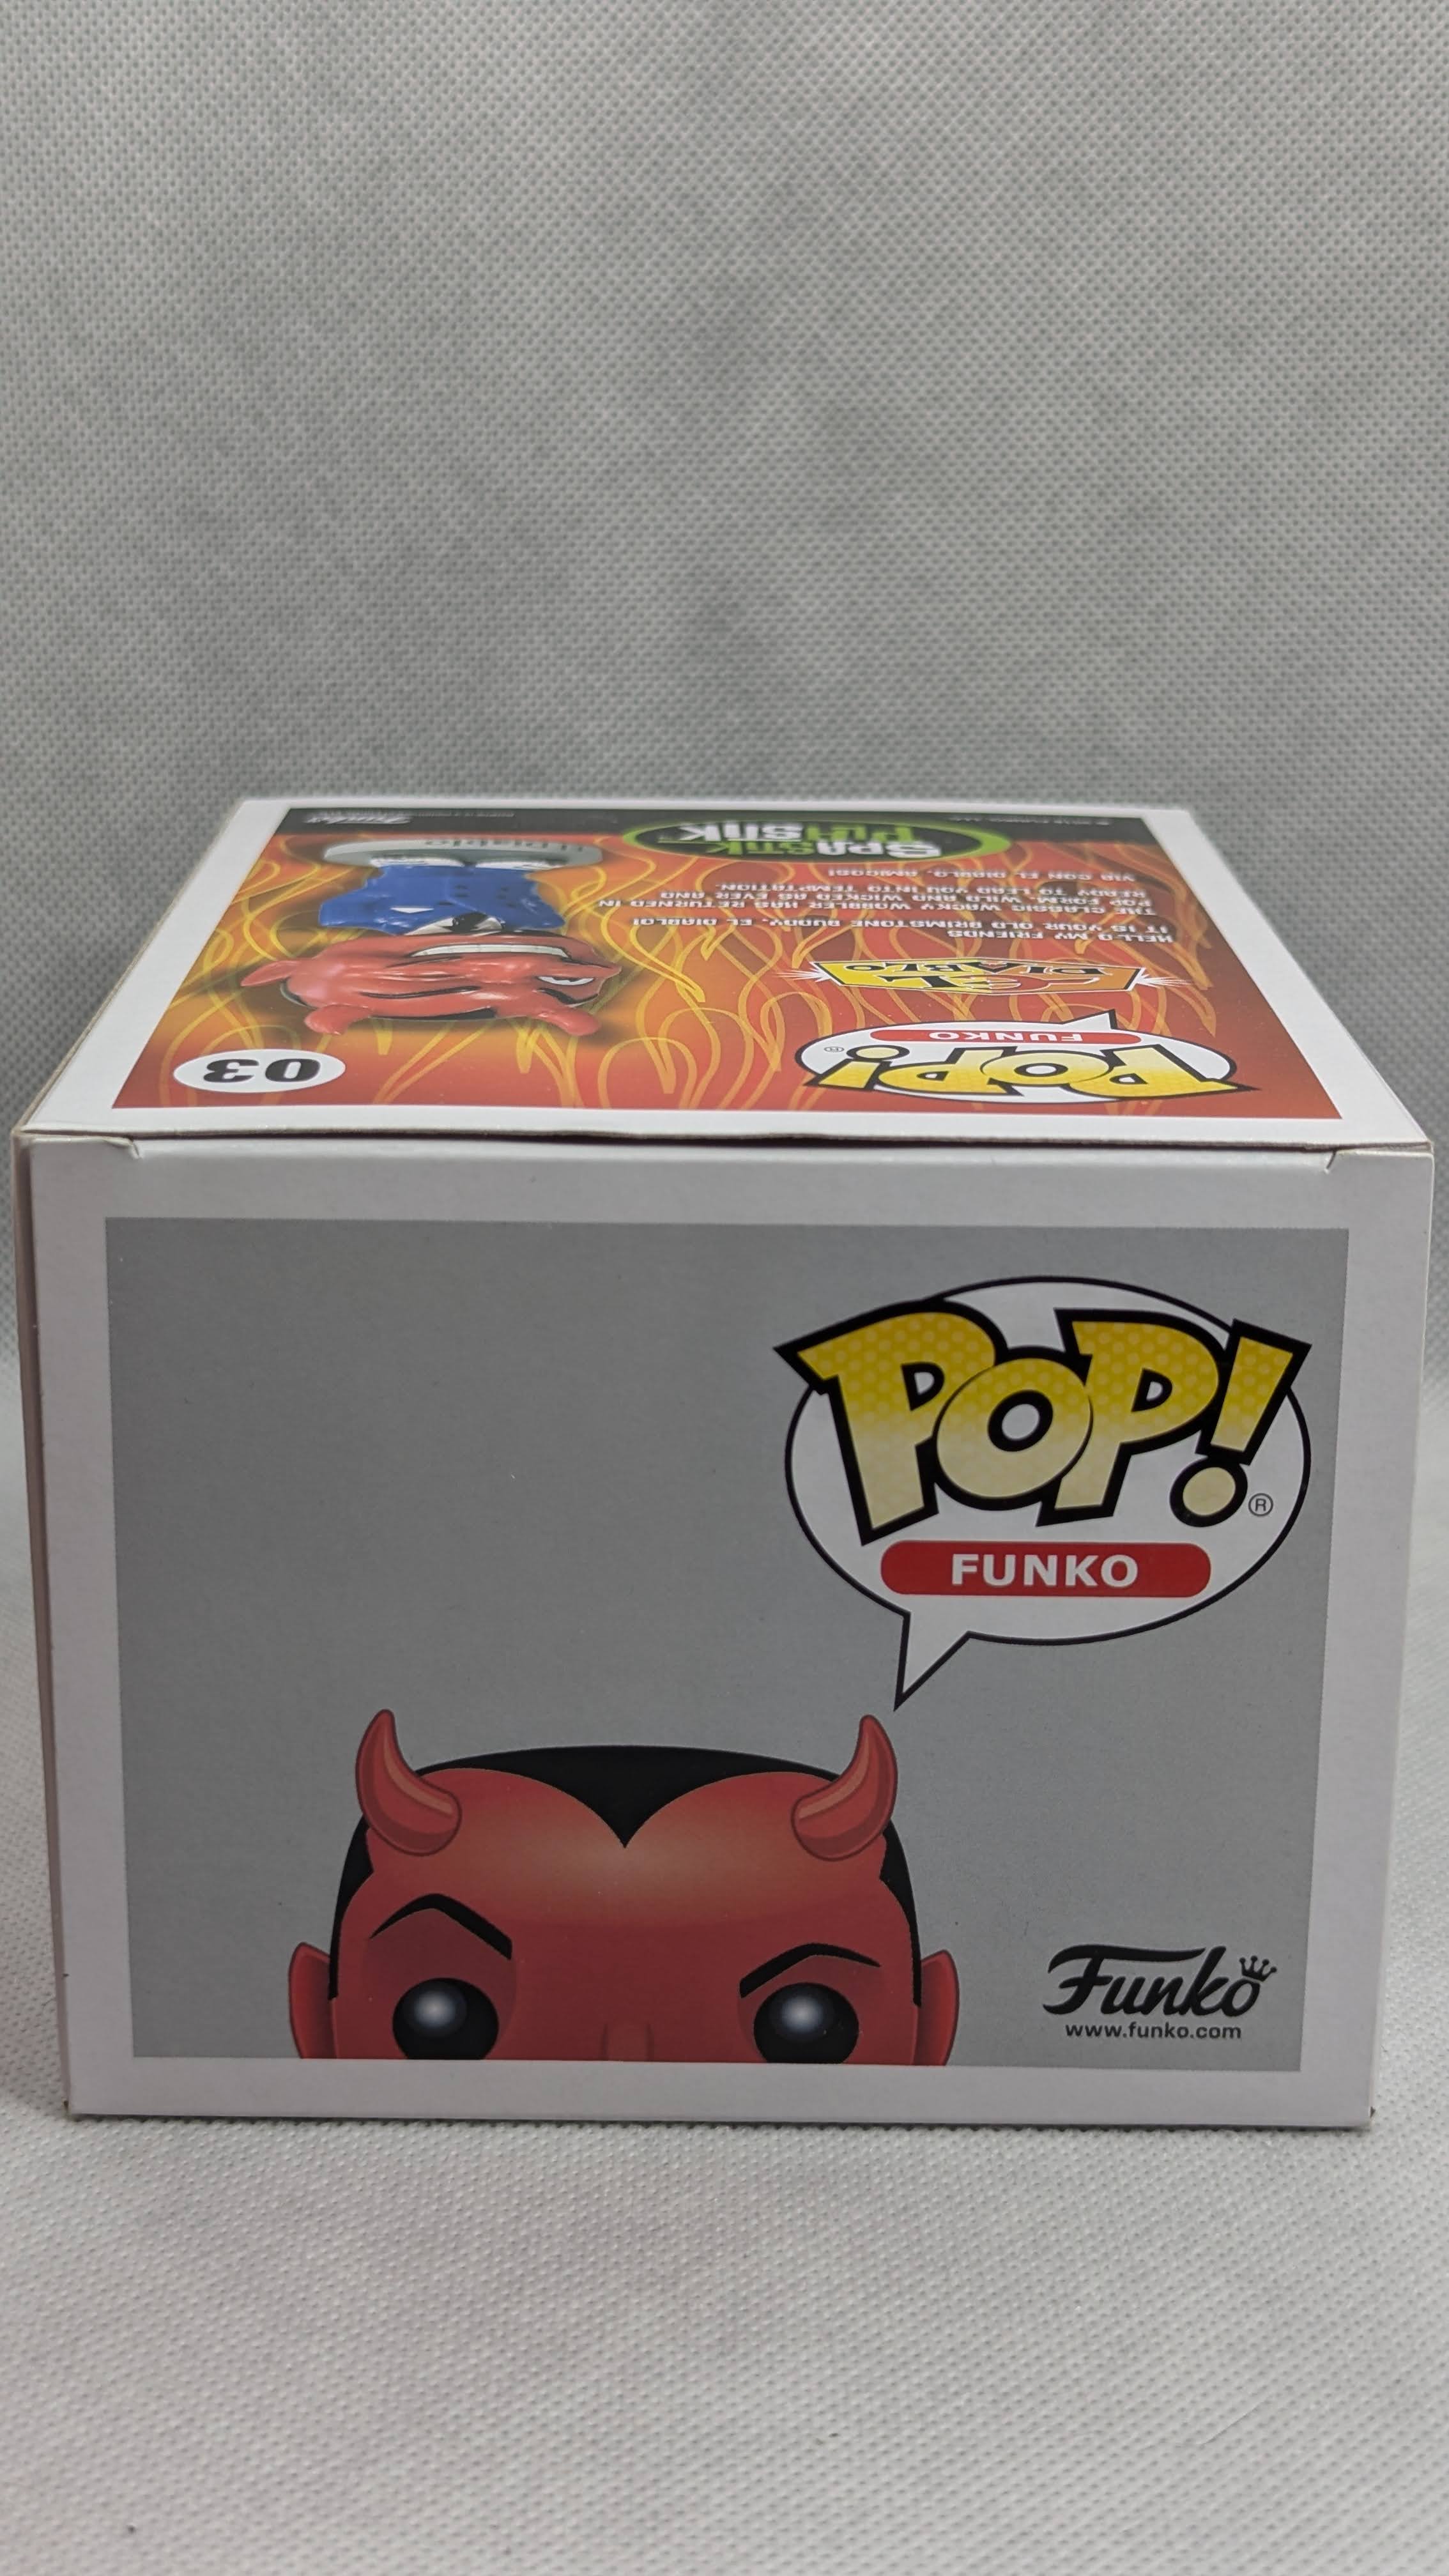 SPASTIK
PLASTIK
VIA CON EL DIABLO, AMIGOS!
READY TO LEAD YOU INTO TEMPTATION.
POP FORM, WILD AND WICKED AS EVER AND
THE CLASSIC WACKY WOBBLER HAS RETURNED IN
IT IS YOUR OLD BRIMSTONE BUDDY, EL DIABLO!
HELLO MY FRIENDS
EL DIABLO
FUNKO
POP!
03
POP!®
FUNKO
Funko
www.funko.com